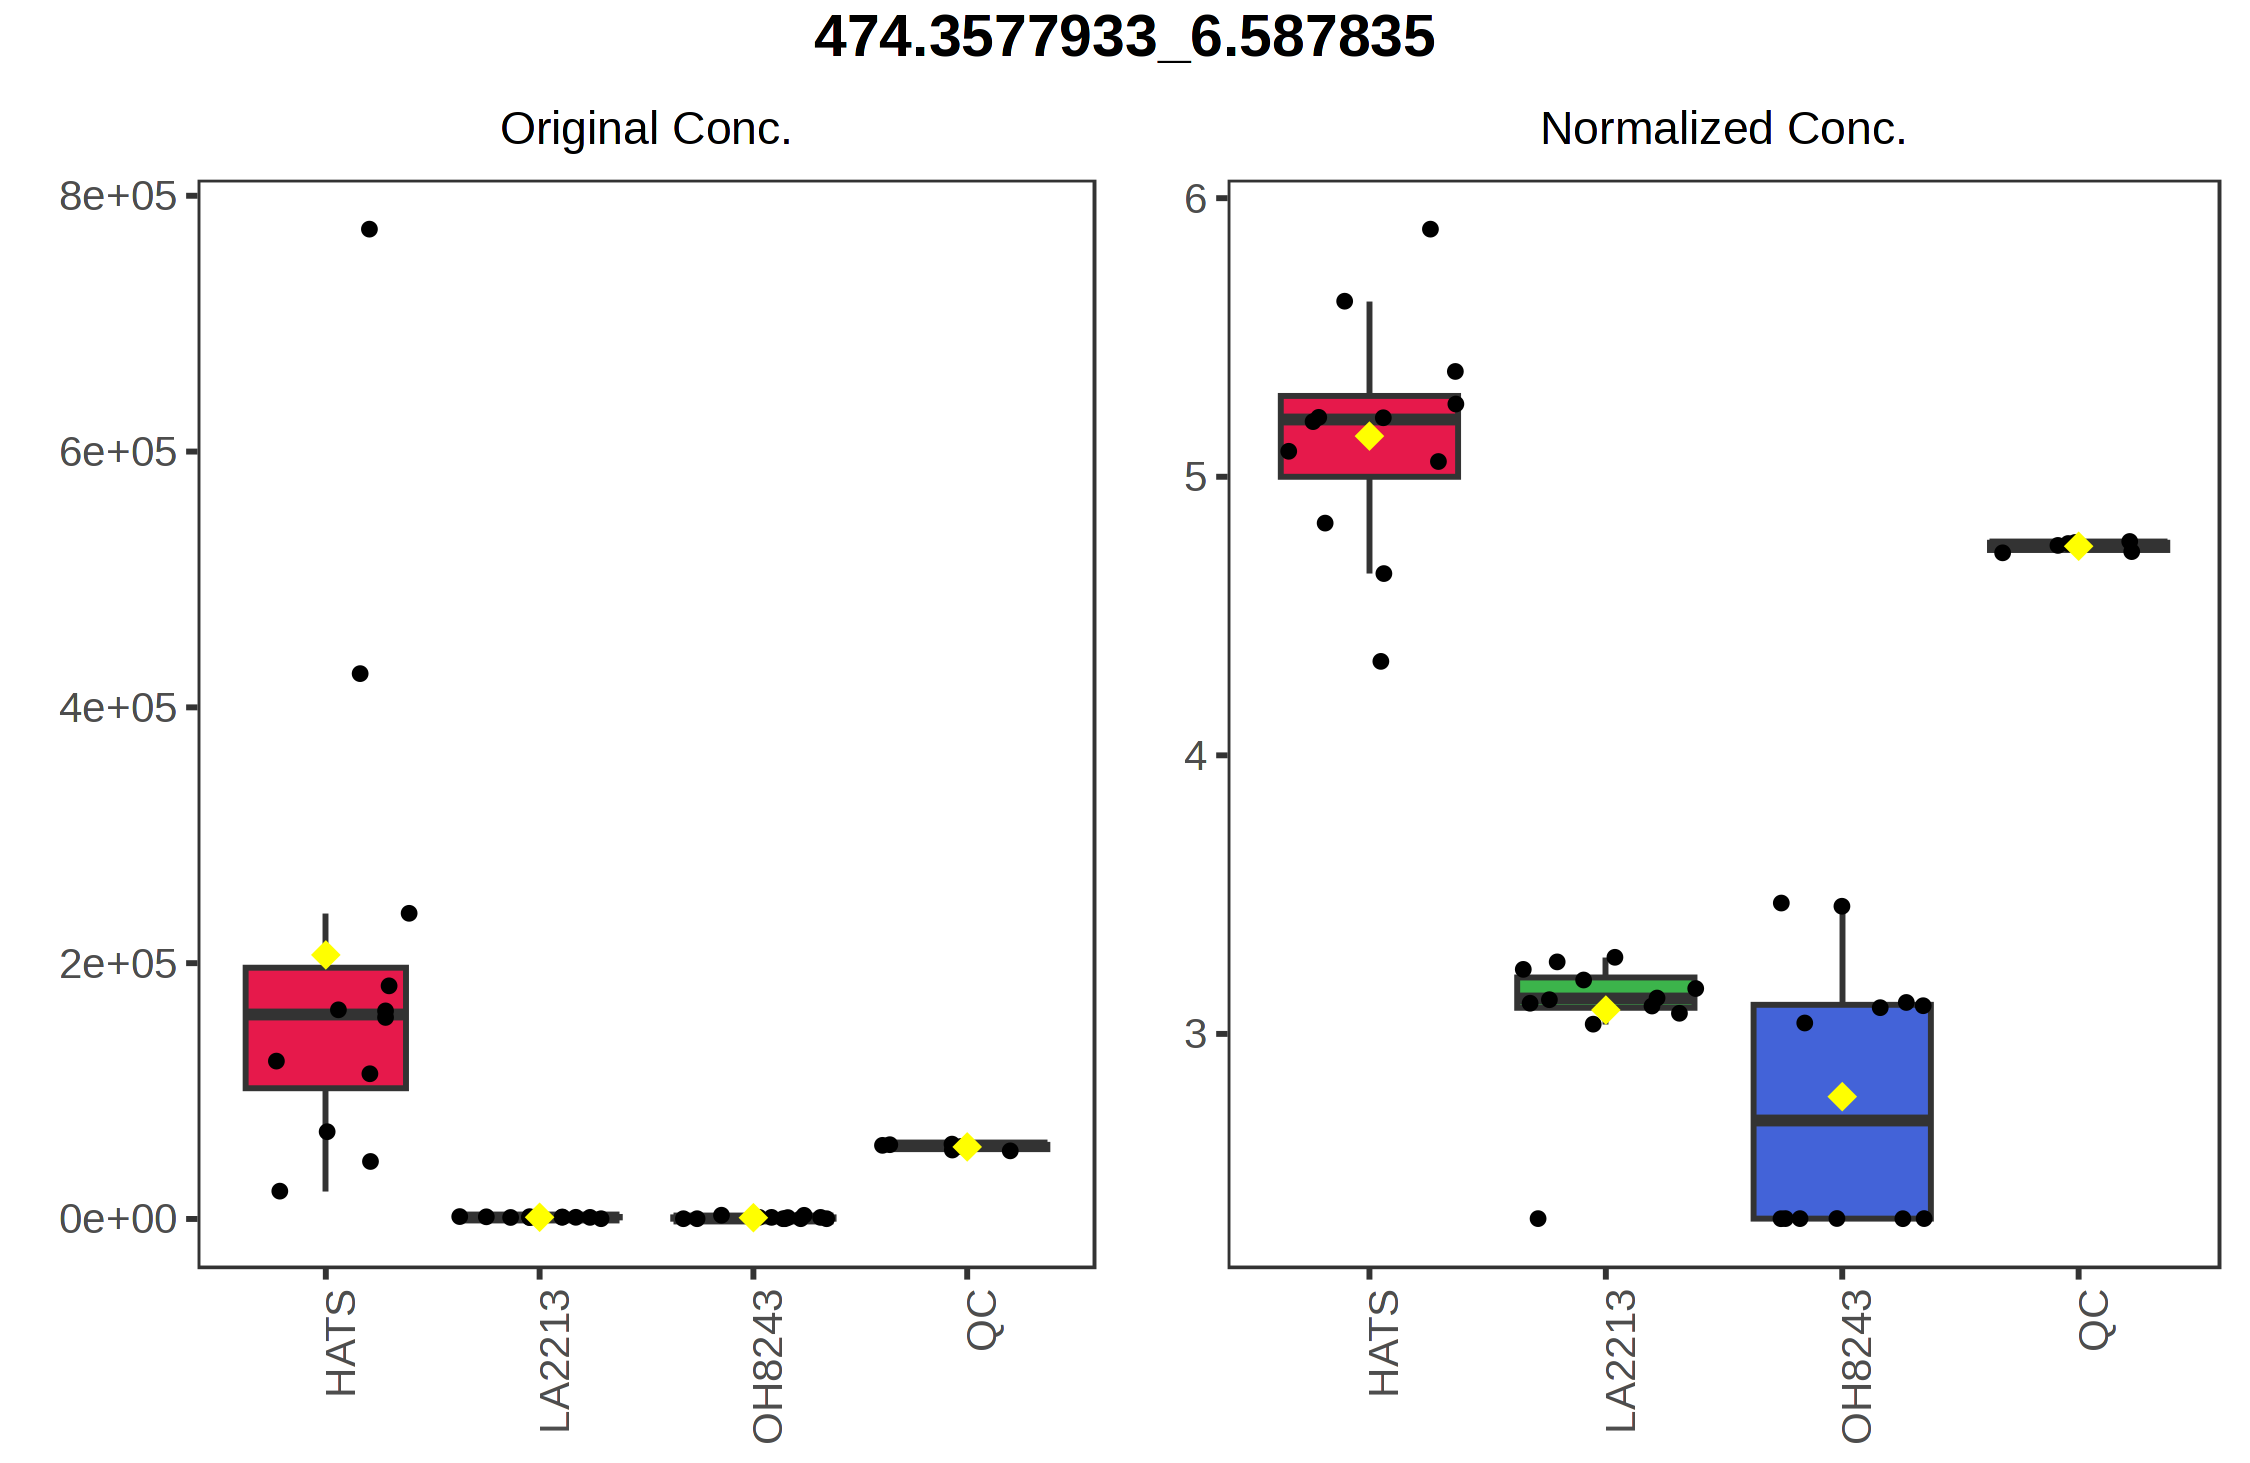 474.3577933_6.587835
Original Conc.
Normalized Conc.
8e+05
6e+05
4e+05
2e+05
0e+00
HATS
LA2213
OH8243
QC
6
5
4
3
HATS
LA2213
OH8243
QC